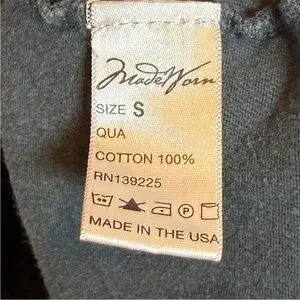 MadeWorn
SIZE S
QUA
COTTON 100%
RN139225
P
MADE IN THE USA